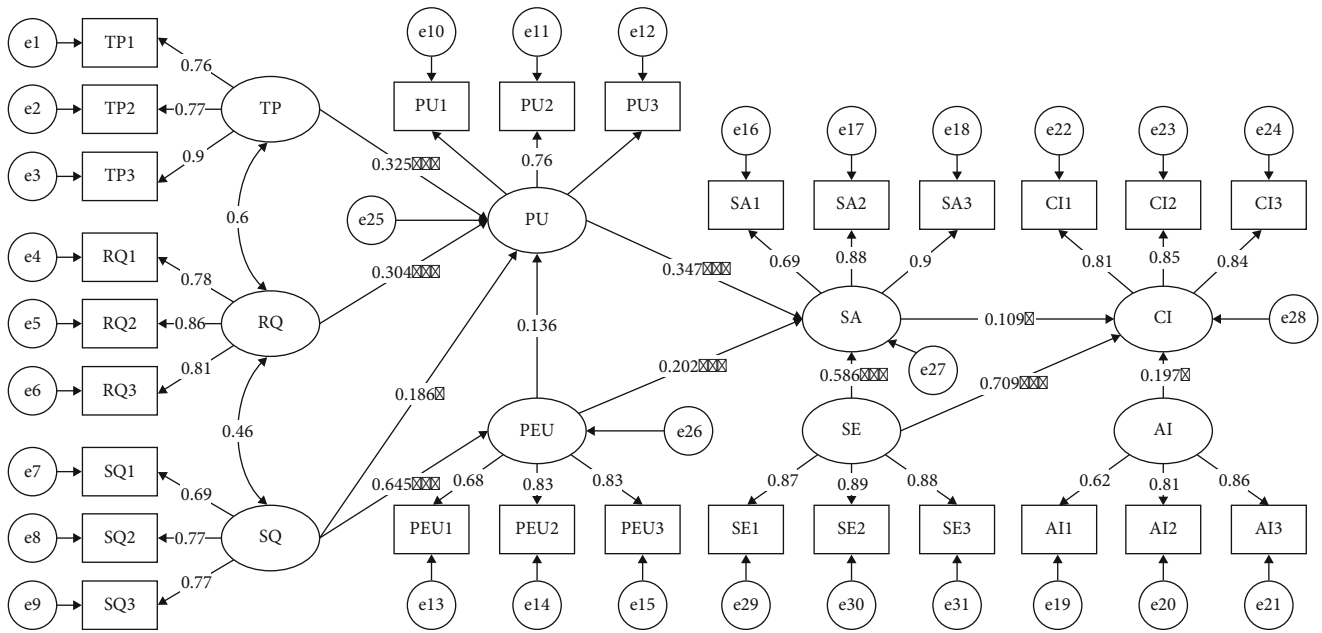 e1
TP1
e2
TP2
e3
TP3
0.76
0.77
0.9
TP
0.6
e4
RQ1
e5
RQ2
e6
RQ3
0.78
0.86
0.81
RQ
0.46
e7
SQ1
e8
SQ2
e9
SQ3
0.69
0.77
0.77
SQ
0.325
0.304
0.186
0.645
e10
e11
e12
PU1
PU2
PU3
0.76
PU
e25
0.136
PEU
e26
0.68
0.83
0.83
PEU1
PEU2
PEU3
e13
e14
e15
0.347
0.202
e16
e17
e18
SA1
SA2
SA3
0.69
0.88
0.9
SA
e27
0.586
0.109
0.709
SE
0.87
0.89
0.88
SE1
SE2
SE3
e29
e30
e31
e22
e23
e24
CI1
CI2
CI3
0.81
0.85
0.84
CI
e28
0.197
AI
0.62
0.81
0.86
AI1
AI2
AI3
e19
e20
e21